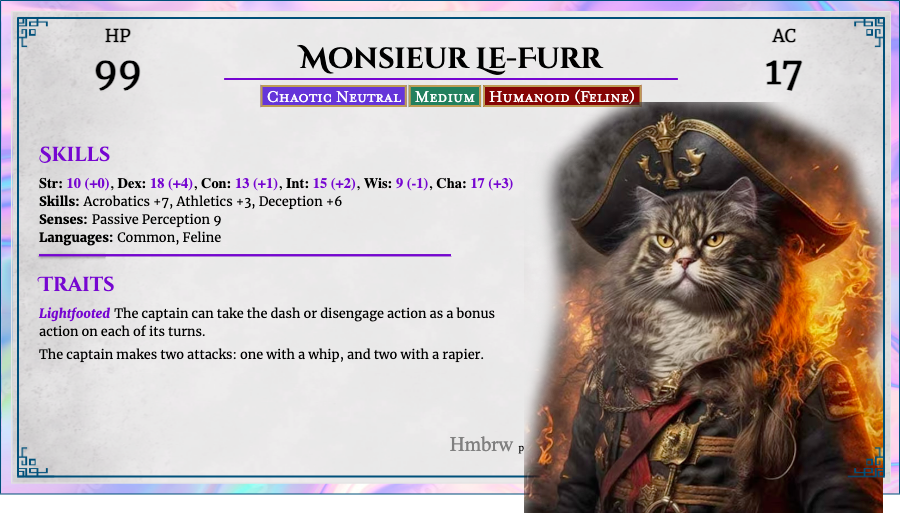 HP
99
Monsieur Le-Furr
AC
17
Chaotic Neutral Medium Humanoid (Feline)
Skills
Str: 10 (+0), Dex: 18 (+4), Con: 13 (+1), Int: 15 (+2), Wis: 9 (-1), Cha: 17 (+3)
Skills: Acrobatics +7, Athletics +3, Deception +6
Senses: Passive Perception 9
Languages: Common, Feline
Traits
Lightfooted The captain can take the dash or disengage action as a bonus
action on each of its turns.
The captain makes two attacks: one with a whip, and two with a rapier.
Hmbrw p